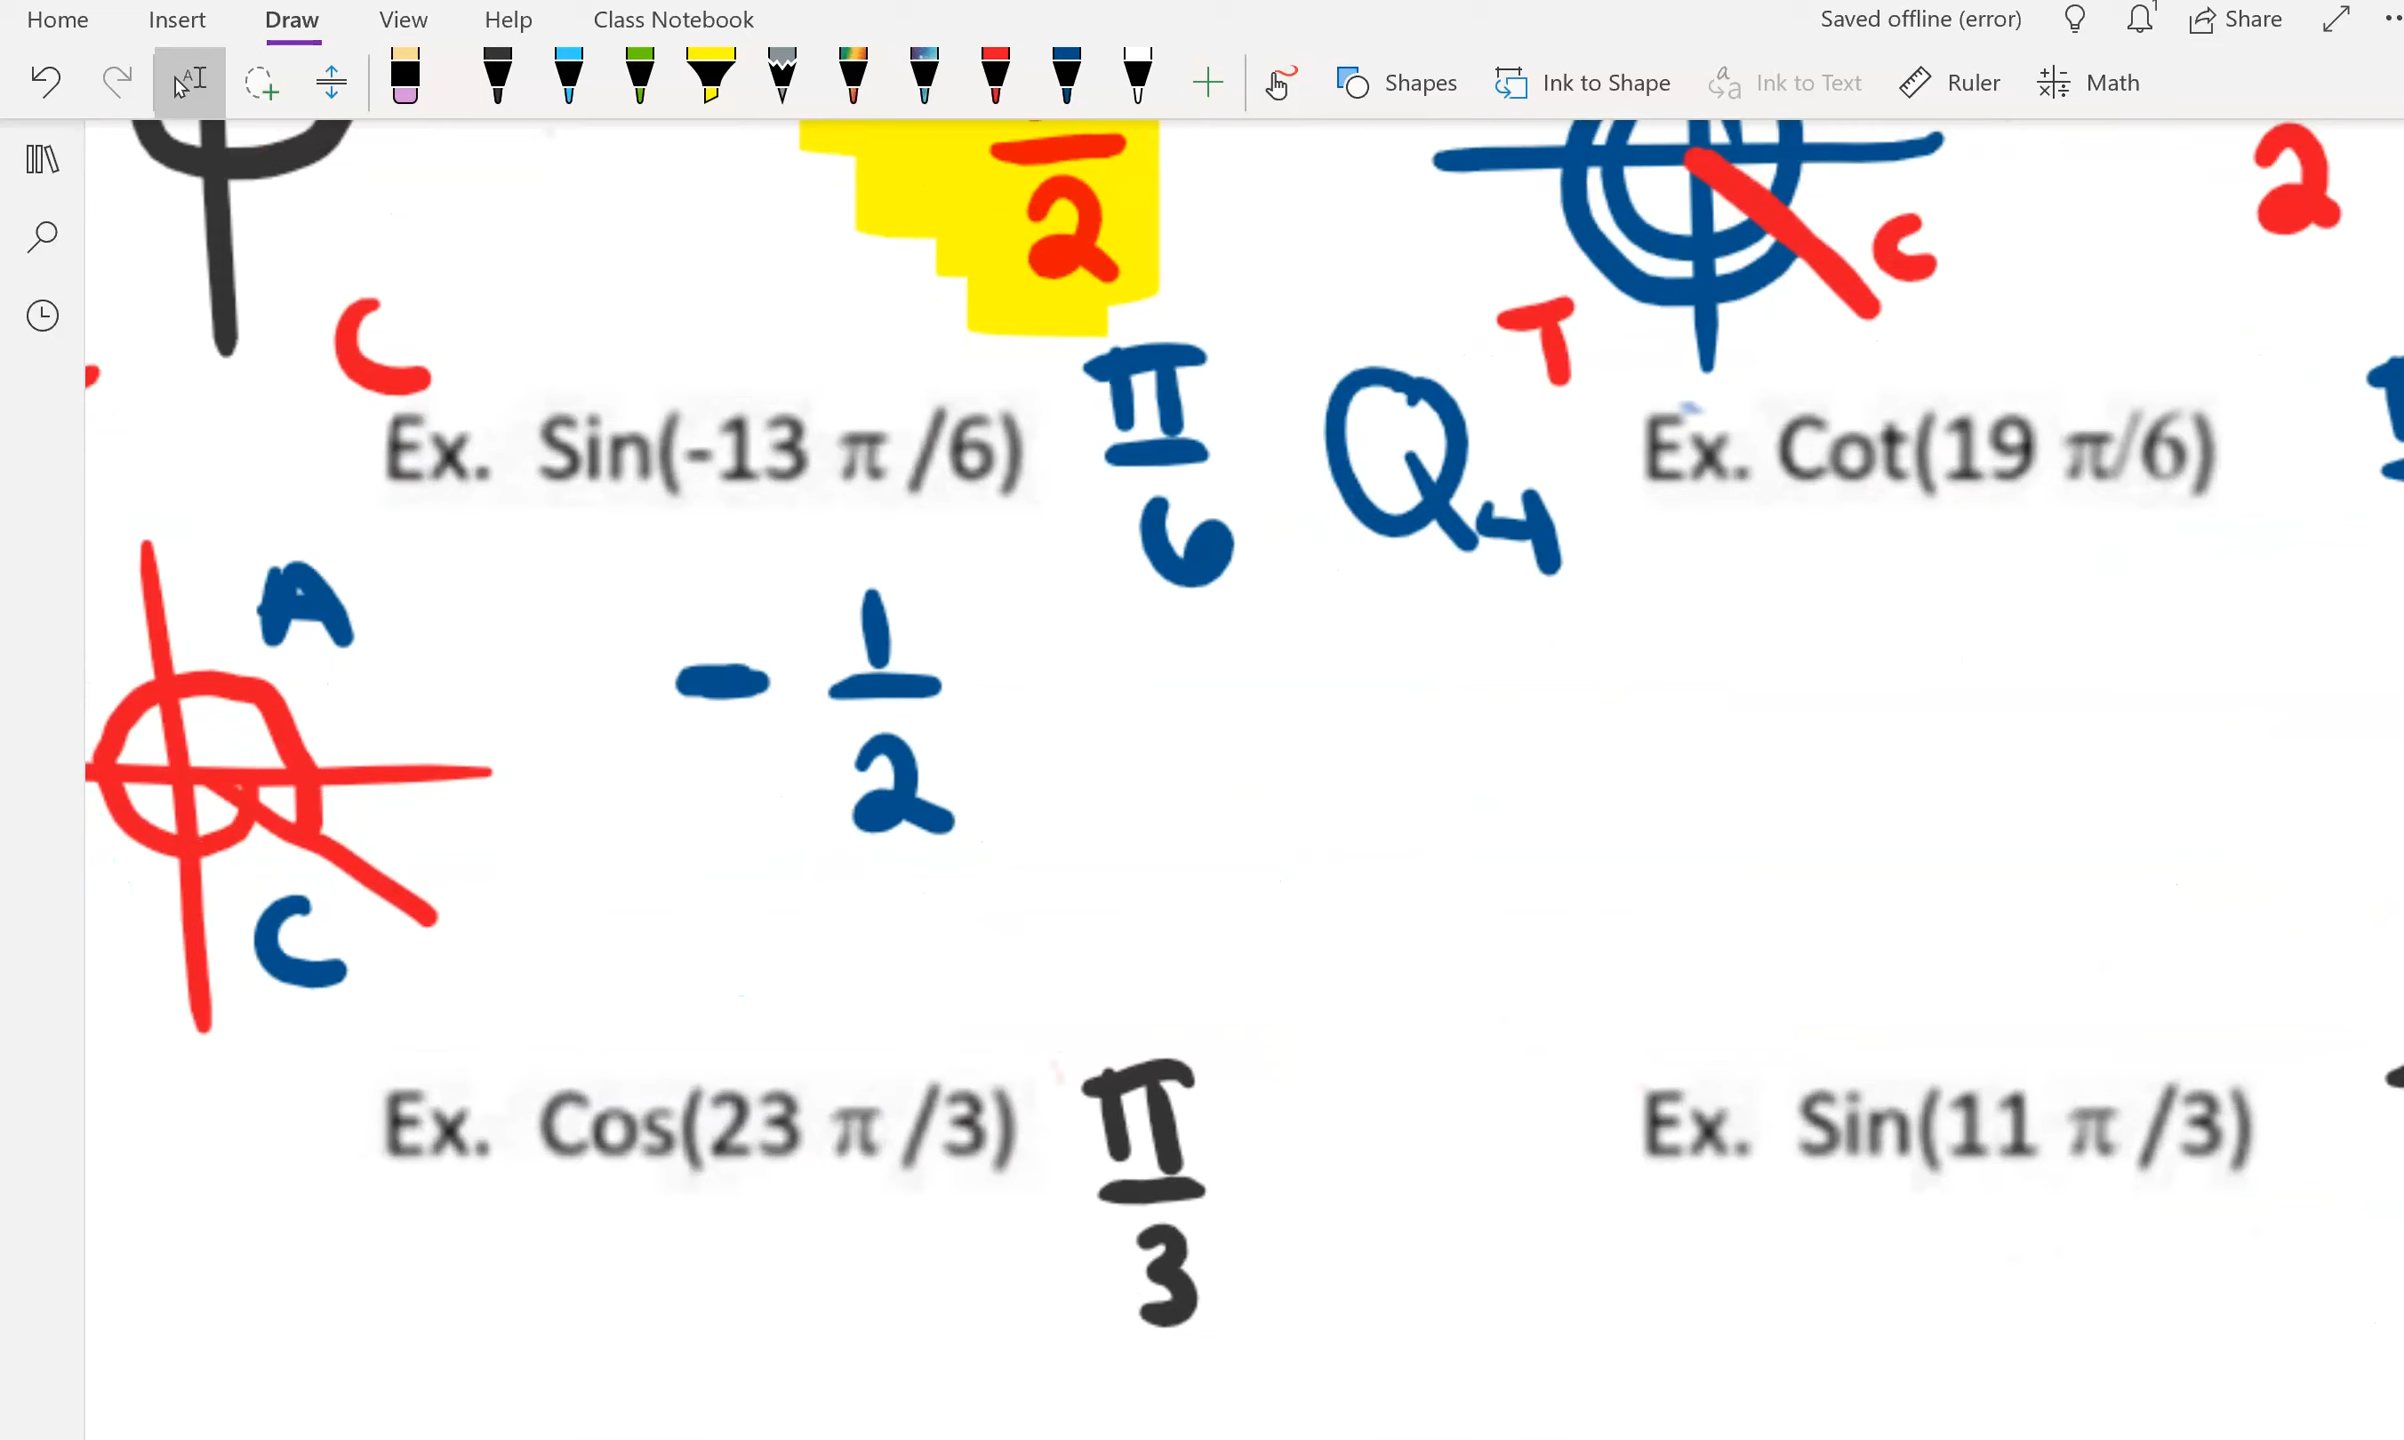 Home Insert Draw View Help Class Notebook Saved offline (error) 1 Share
Shapes Ink to Shape Ink to Text Ruler Math
2 2
C
C T
Ex. Sin(-13 π /6) π/6 Q4 Ex. Cot(19 π/6)
A
- 1/2
C
Ex. Cos(23 π /3) π/3 Ex. Sin(11 π /3)